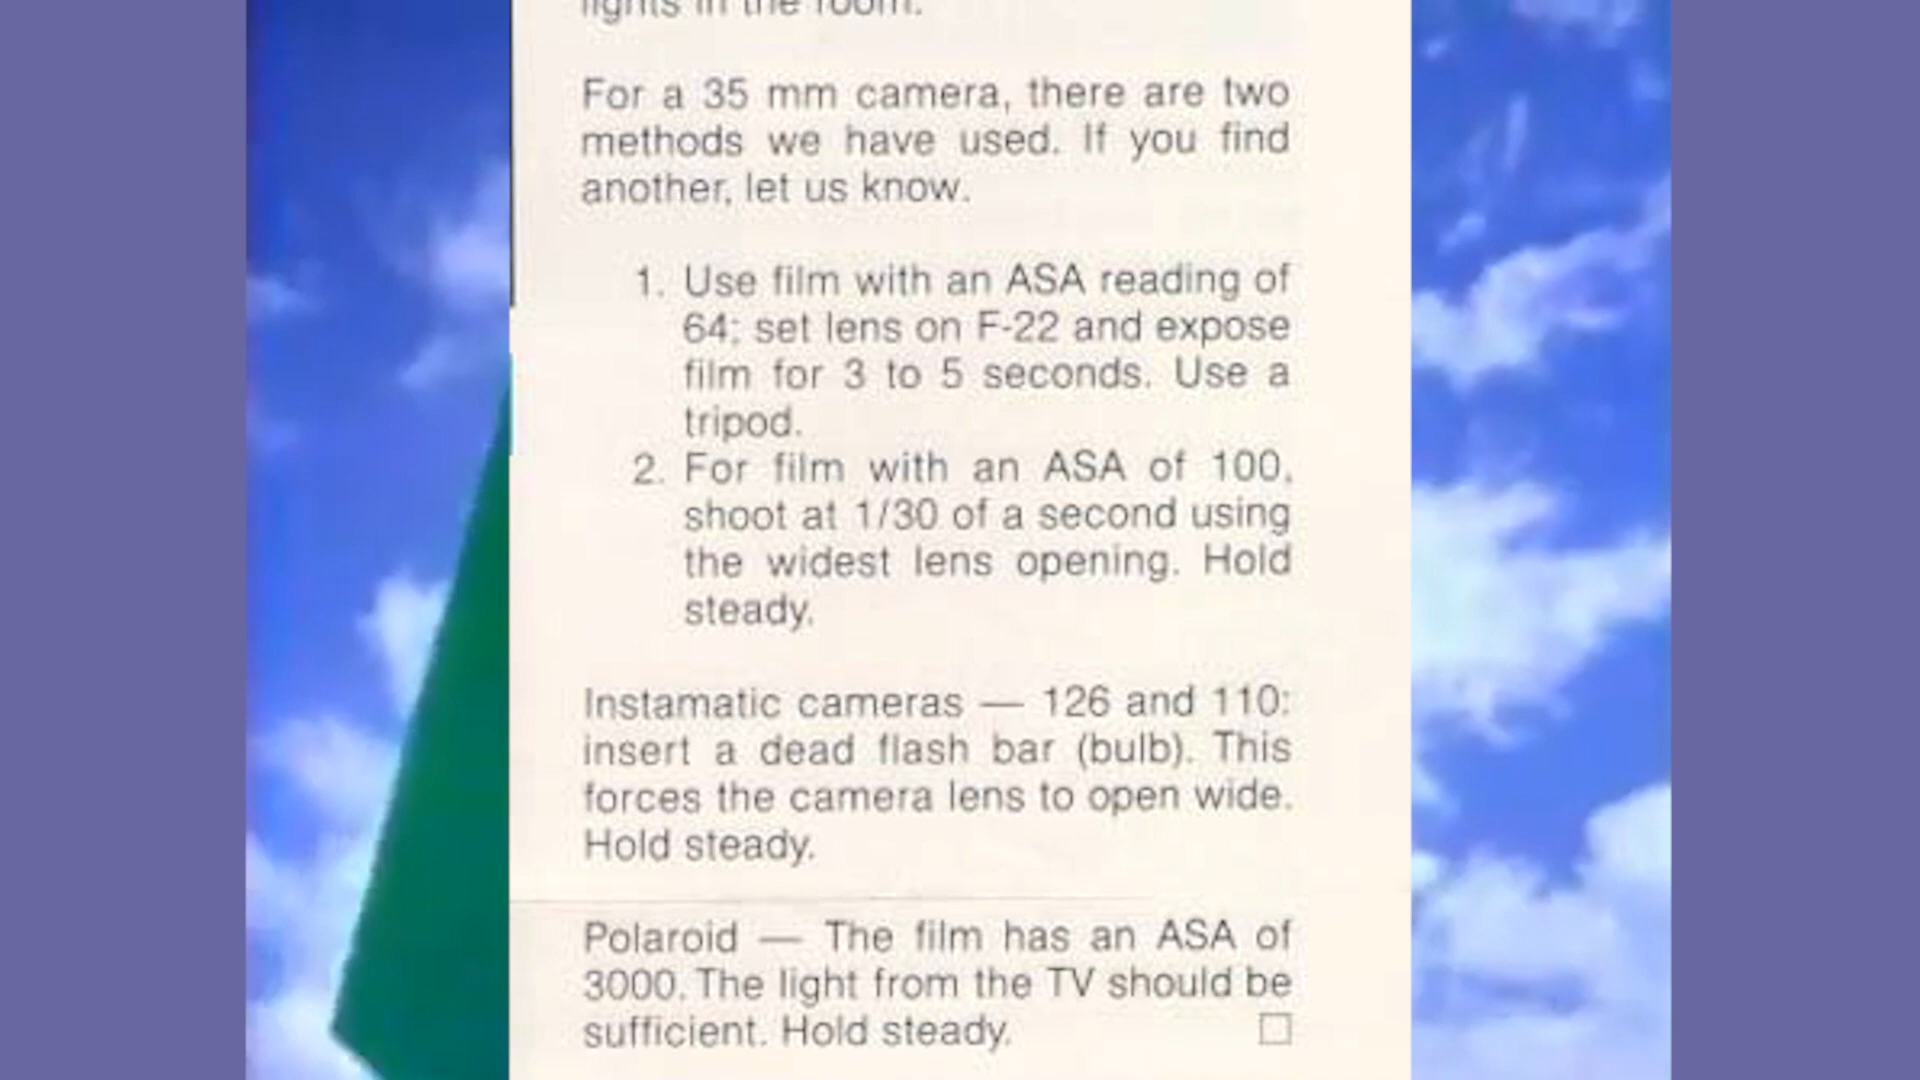 lights in the room.
For a 35 mm camera, there are two
methods we have used. If you find
another, let us know.
1. Use film with an ASA reading of
64; set lens on F-22 and expose
film for 3 to 5 seconds. Use a
tripod.
2. For film with an ASA of 100,
shoot at 1/30 of a second using
the widest lens opening. Hold
steady.
Instamatic cameras — 126 and 110:
insert a dead flash bar (bulb). This
forces the camera lens to open wide.
Hold steady.
Polaroid — The film has an ASA of
3000. The light from the TV should be
sufficient. Hold steady. □